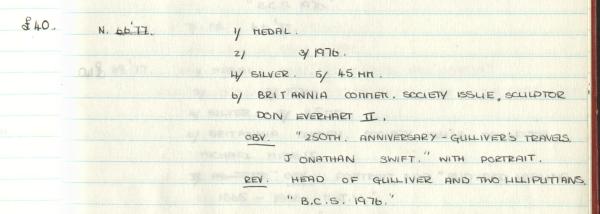 £40. N. 66'77. 1/ MEDAL.
2/ 3/ 1976.
4/ SILVER. 5/ 45 MM.
6/ BRITANNIA COMMEM. SOCIETY ISSUE, SCULPTOR
DON EVERHART II.
OBV. "250TH. ANNIVERSARY - GULLIVER'S TRAVELS.
JONATHAN SWIFT." WITH PORTRAIT.
REV. HEAD OF GULLIVER AND TWO LILLIPUTIANS.
"B.C.S. 1976."